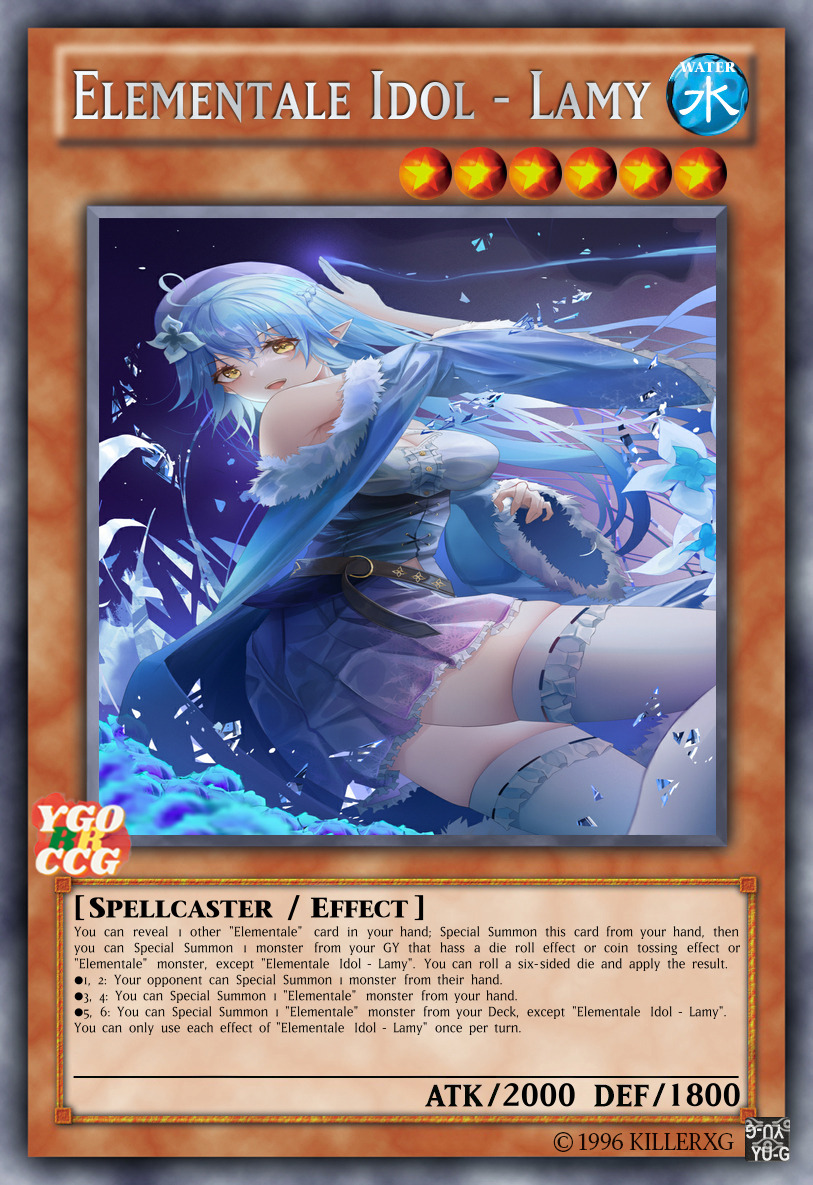 Elementale Idol - Lamy
WATER
水
YGO
RR
CCG
[ Spellcaster / Effect ]
You can reveal 1 other "Elementale" card in your hand; Special Summon this card from your hand, then
you can Special Summon 1 monster from your GY that hass a die roll effect or coin tossing effect or
"Elementale" monster, except "Elementale Idol - Lamy". You can roll a six-sided die and apply the result.
●1, 2: Your opponent can Special Summon 1 monster from their hand.
●3, 4: You can Special Summon 1 "Elementale" monster from your hand.
●5, 6: You can Special Summon 1 "Elementale" monster from your Deck, except "Elementale Idol - Lamy".
You can only use each effect of "Elementale Idol - Lamy" once per turn.
ATK/2000 DEF/1800
© 1996 KILLERXG
YU-G
YU-G